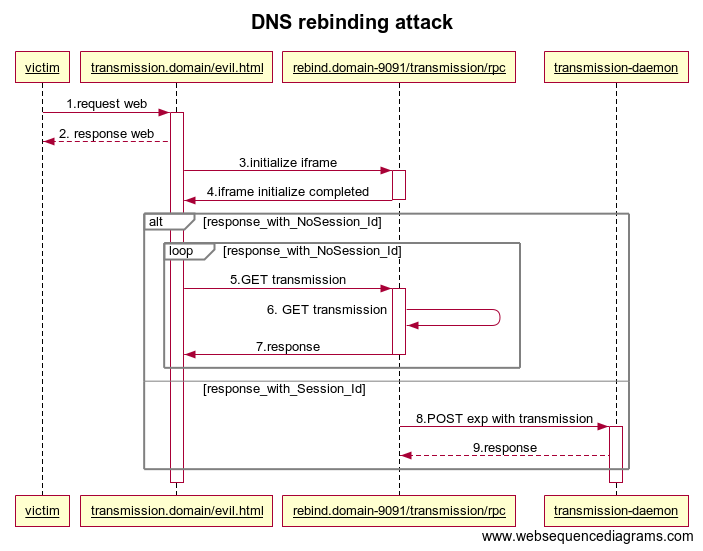 DNS rebinding attack
victim
transmission.domain/evil.html
rebind.domain-9091/transmission/rpc
transmission-daemon
1.request web
2. response web
3.initialize iframe
4.iframe initialize completed
alt [response_with_NoSession_Id]
loop [response_with_NoSession_Id]
5.GET transmission
6. GET transmission
7.response
[response_with_Session_Id]
8.POST exp with transmission
9.response
victim
transmission.domain/evil.html
rebind.domain-9091/transmission/rpc
transmission-daemon
www.websequencediagrams.com